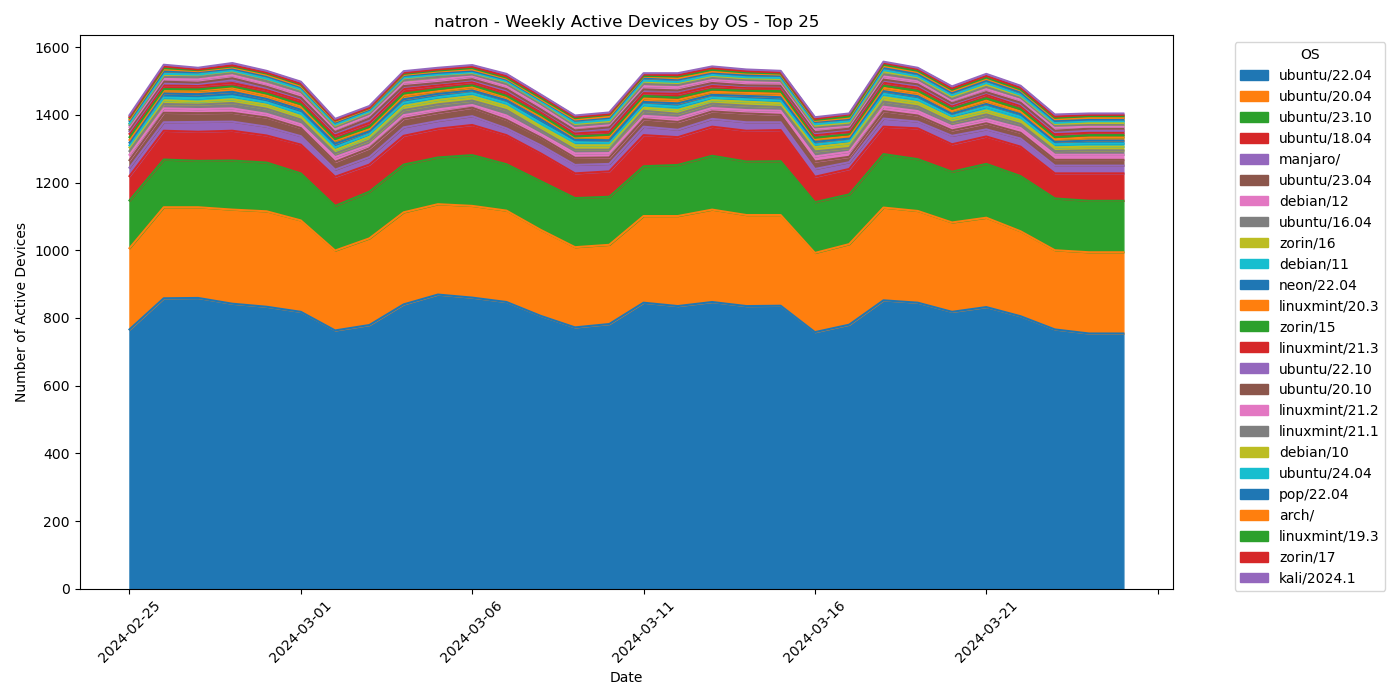 natron - Weekly Active Devices by OS - Top 25
1600
1400
1200
1000
800
600
400
200
0
Number of Active Devices
2024-02-25
2024-03-01
2024-03-06
2024-03-11
2024-03-16
2024-03-21
Date
OS
ubuntu/22.04
ubuntu/20.04
ubuntu/23.10
ubuntu/18.04
manjaro/
ubuntu/23.04
debian/12
ubuntu/16.04
zorin/16
debian/11
neon/22.04
linuxmint/20.3
zorin/15
linuxmint/21.3
ubuntu/22.10
ubuntu/20.10
linuxmint/21.2
linuxmint/21.1
debian/10
ubuntu/24.04
pop/22.04
arch/
linuxmint/19.3
zorin/17
kali/2024.1